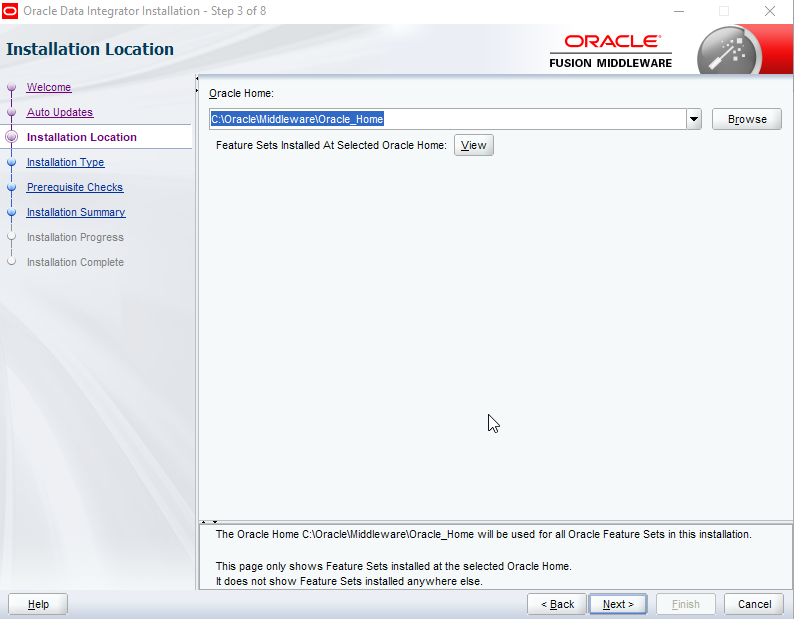 Oracle Data Integrator Installation - Step 3 of 8
Installation Location
ORACLE
FUSION MIDDLEWARE
Welcome
Auto Updates
Installation Location
Installation Type
Prerequisite Checks
Installation Summary
Installation Progress
Installation Complete
Oracle Home:
C:\Oracle\Middleware\Oracle_Home
Browse
Feature Sets Installed At Selected Oracle Home: View
The Oracle Home C:\Oracle\Middleware\Oracle_Home will be used for all Oracle Feature Sets in this installation.
This page only shows Feature Sets installed at the selected Oracle Home.
It does not show Feature Sets installed anywhere else.
Help
< Back
Next >
Finish
Cancel